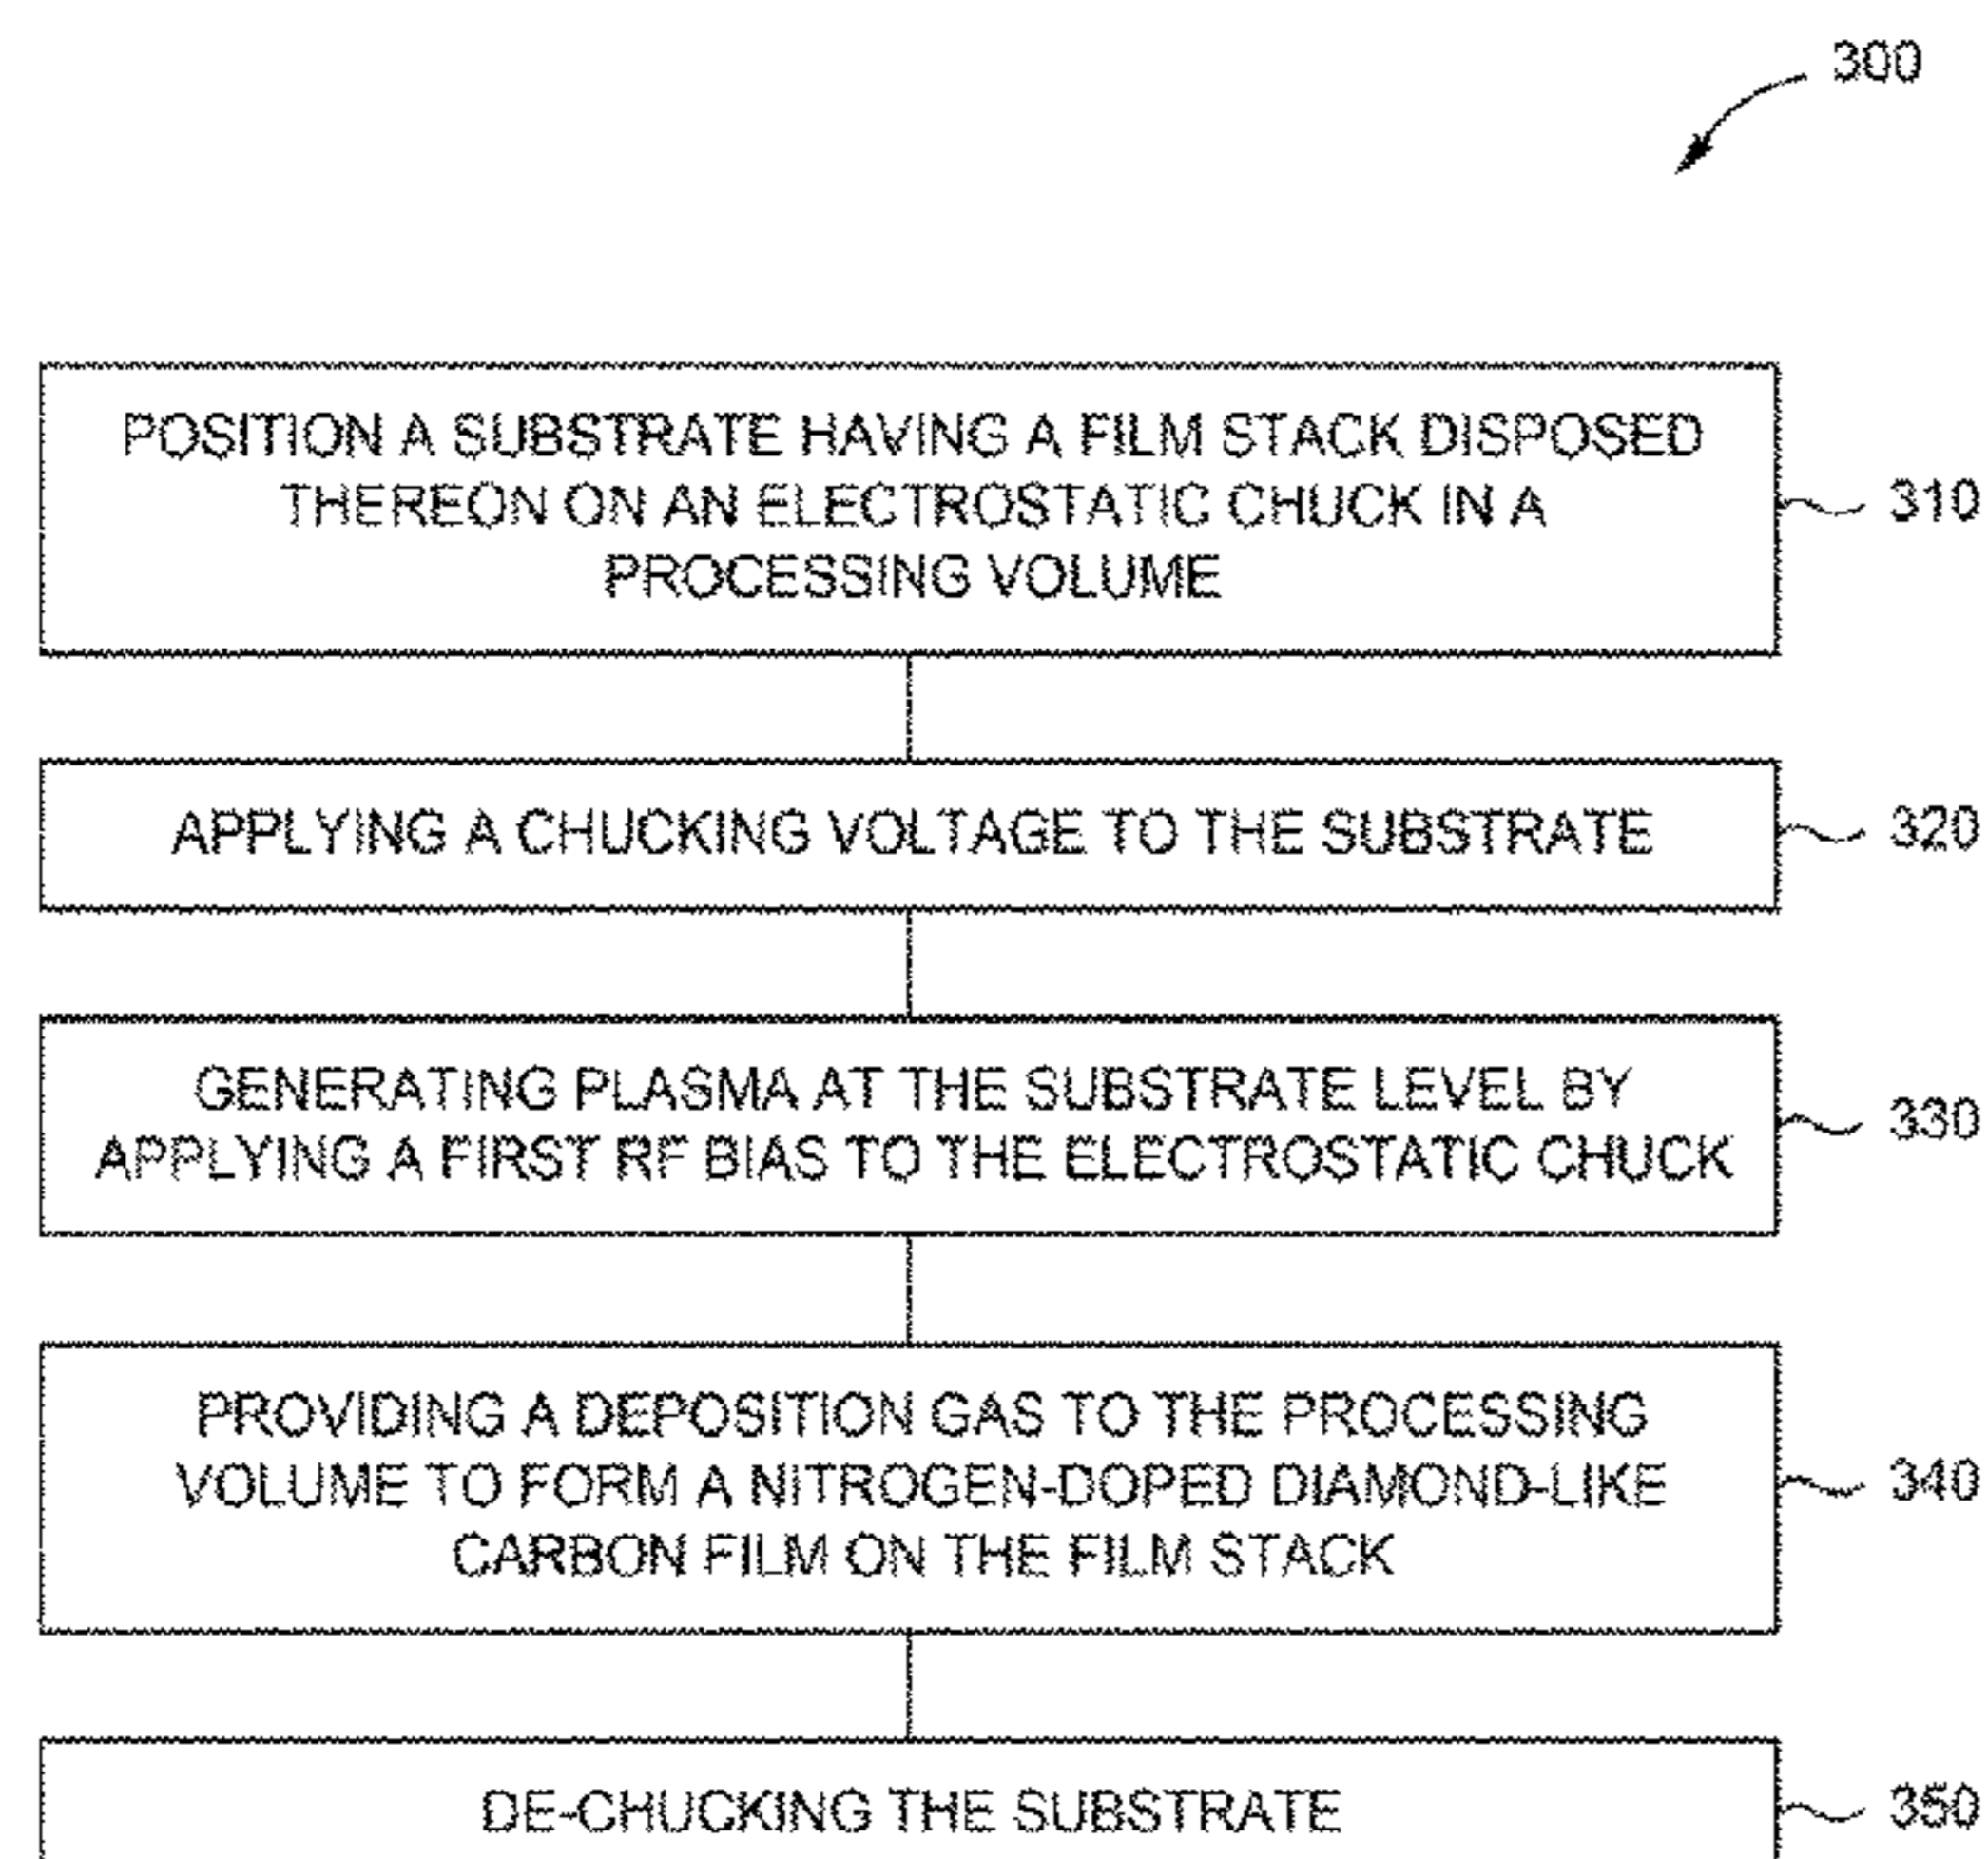 300
POSITION A SUBSTRATE HAVING A FILM STACK DISPOSED
THEREON ON AN ELECTROSTATIC CHUCK IN A
PROCESSING VOLUME
310
APPLYING A CHUCKING VOLTAGE TO THE SUBSTRATE
320
GENERATING PLASMA AT THE SUBSTRATE LEVEL BY
APPLYING A FIRST RF BIAS TO THE ELECTROSTATIC CHUCK
330
PROVIDING A DEPOSITION GAS TO THE PROCESSING
VOLUME TO FORM A NITROGEN-DOPED DIAMOND-LIKE
CARBON FILM ON THE FILM STACK
340
DE-CHUCKING THE SUBSTRATE
350